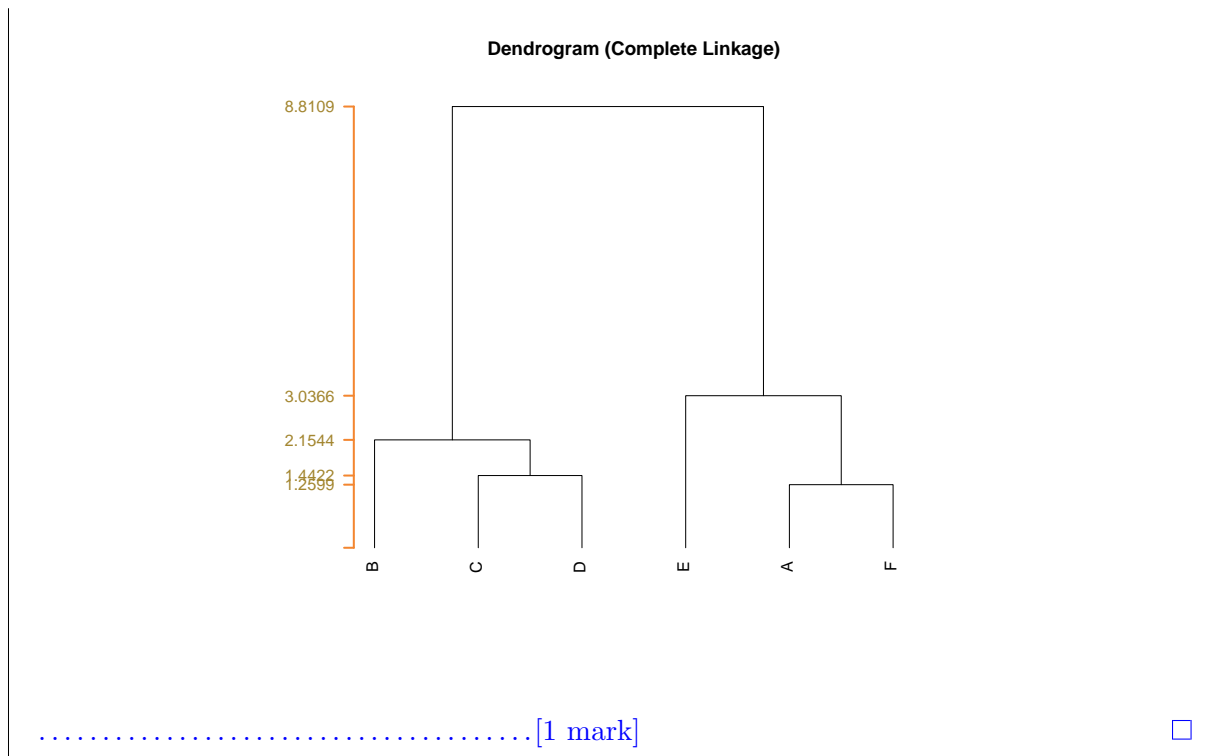 Dendrogram (Complete Linkage)
8.8109
3.0366
2.1544
1.4422
1.2599
B C D E A F
.......................................[1 mark] □